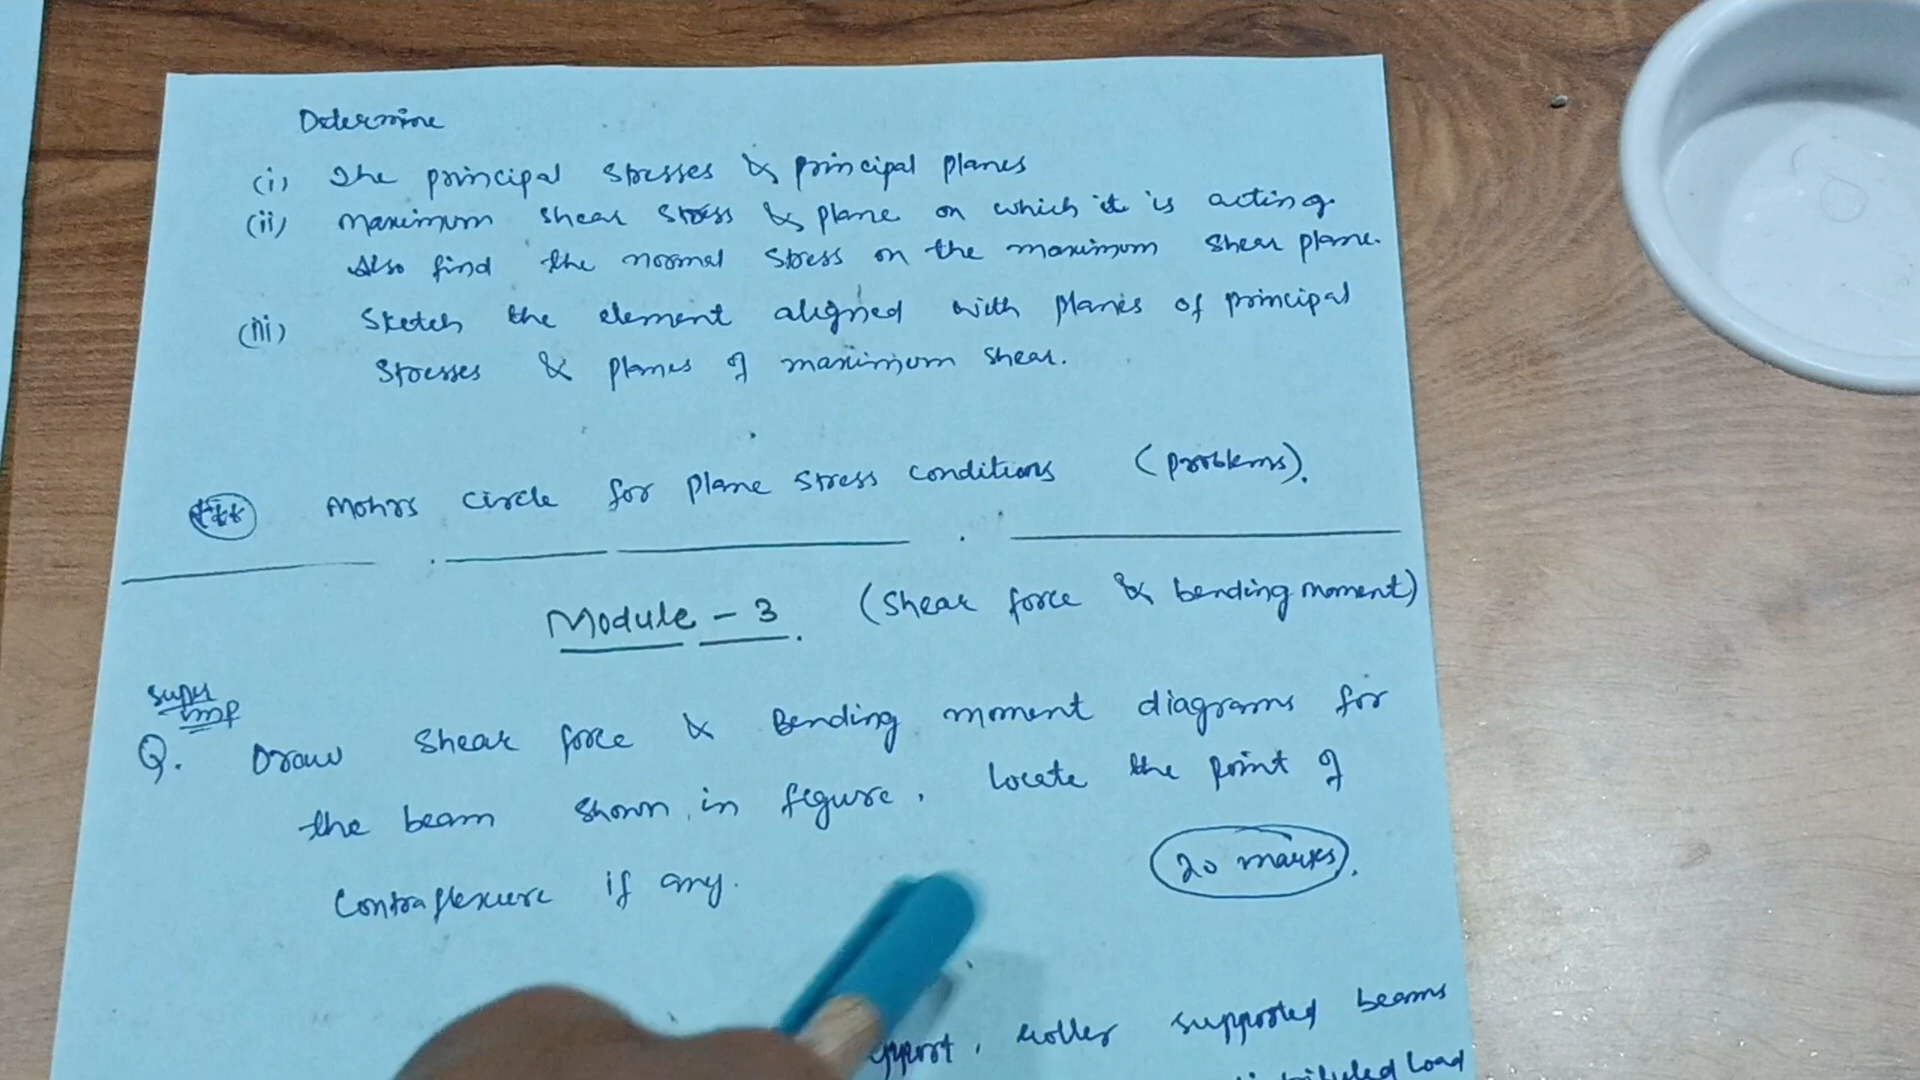 Determine
(i) The principal stresses & principal planes
(ii) maximum shear stress & plane on which it is acting.
Also find the normal stress on the maximum shear plane.
(iii) Sketch the element aligned with planes of principal
stresses & planes of maximum shear.
*** Mohrs circle for plane stress conditions (problems).
Module - 3. (Shear force & bending moment)
super
imp
Q. Draw Shear force & Bending moment diagrams for
the beam shown in figure. Locate the point of
Contraflexure if any. 20 marks.
roller supported beams
load